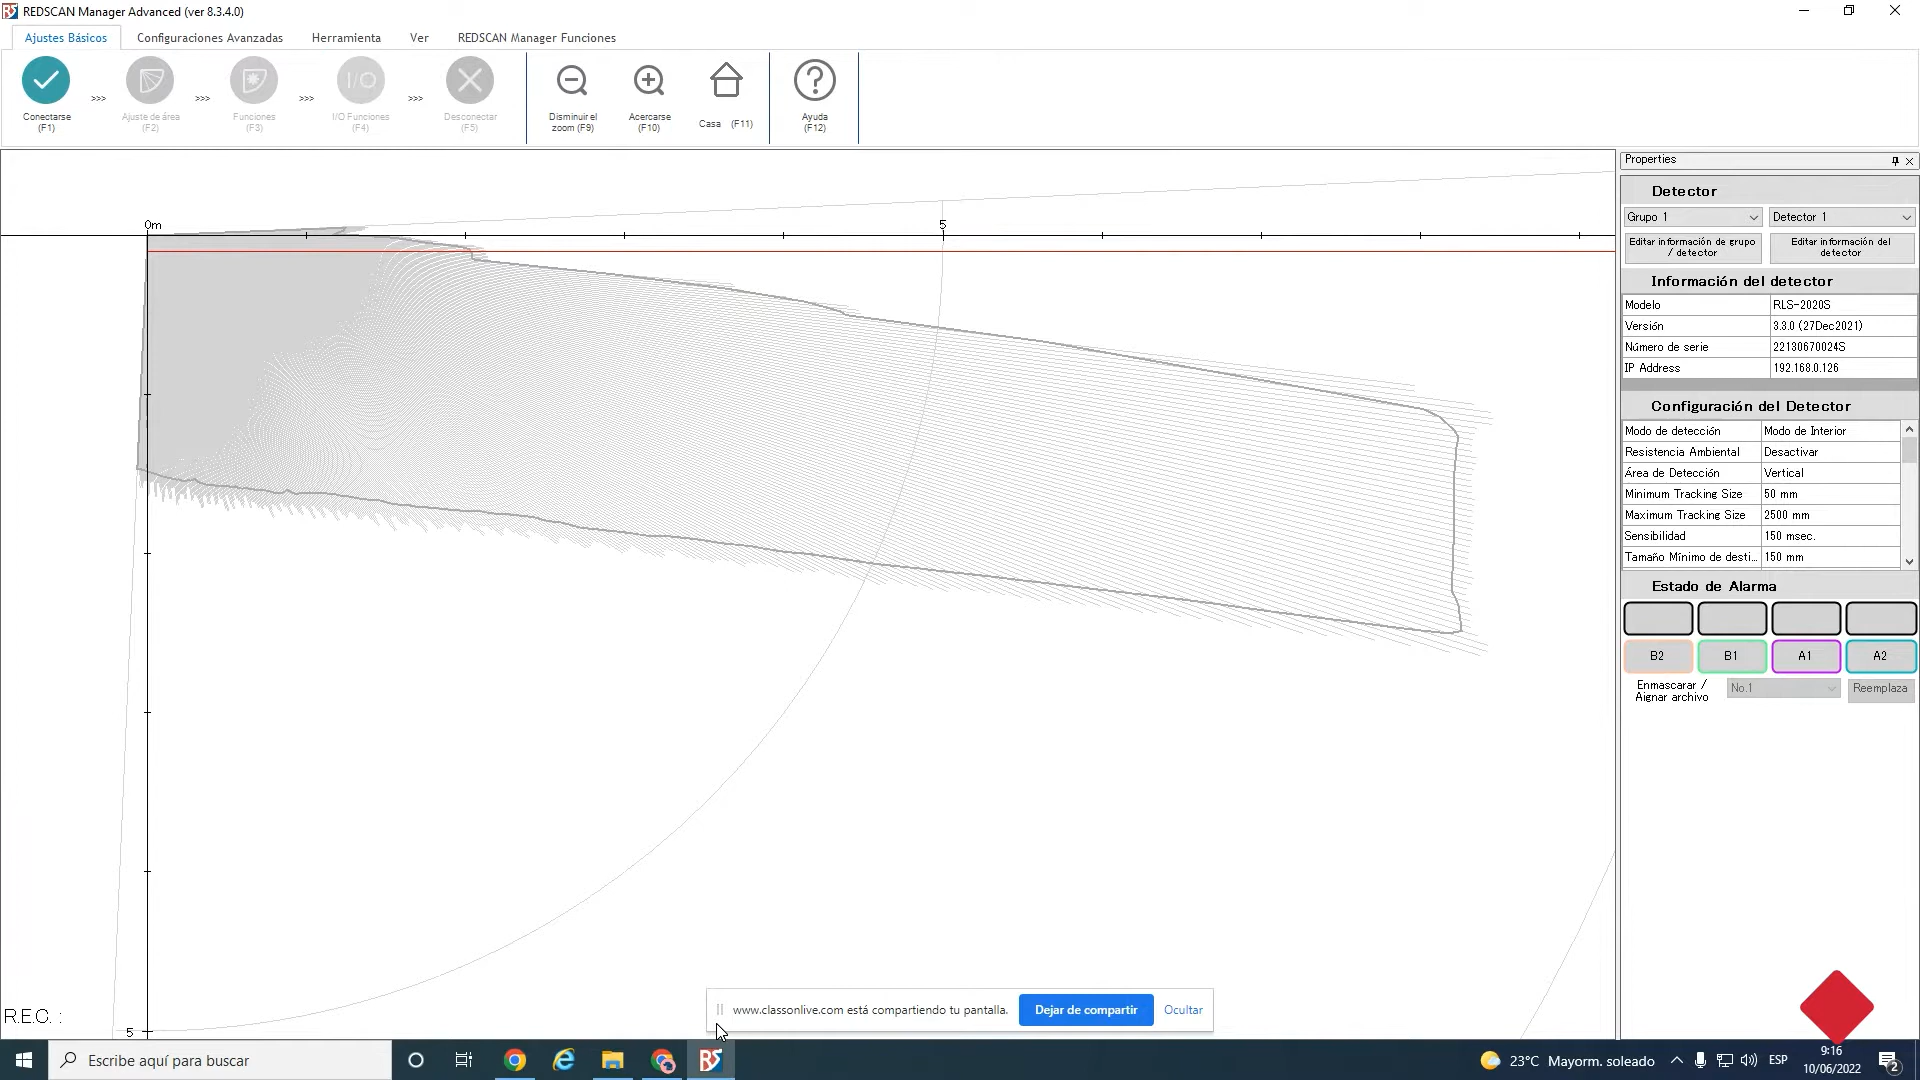 REDSCAN Manager Advanced (ver 8.3.4.0)
Ajustes Básicos
Configuraciones Avanzadas
Herramienta
Ver
REDSCAN Manager Funciones
Conectarse
(F1)
>>>
Ajuste de área
(F2)
>>>
Funciones
(F3)
>>>
I/O
I/O Funciones
(F4)
>>>
Desconectar
(F5)
Disminuir el
zoom (F9)
Acercarse
(F10)
Casa (F11)
Ayuda
(F12)
0m
5
5
R.E.C. :
Properties
Detector
Grupo 1
Detector 1
Editar información de grupo
/ detector
Editar información del
detector
Información del detector
Modelo RLS-2020S
Versión 3.3.0 (27Dec2021)
Número de serie 22130670024S
IP Address 192.168.0.126
Configuración del Detector
Modo de detección Modo de Interior
Resistencia Ambiental Desactivar
Área de Detección Vertical
Minimum Tracking Size 50 mm
Maximum Tracking Size 2500 mm
Sensibilidad 150 msec.
Tamaño Mínimo de desti... 150 mm
Estado de Alarma
B2 B1 A1 A2
Enmascarar /
Aignar archivo
No.1
Reemplaza
www.classonlive.com está compartiendo tu pantalla.
Dejar de compartir
Ocultar
Escribe aquí para buscar
RS
23°C Mayorm. soleado
ESP
9:16
10/06/2022
2